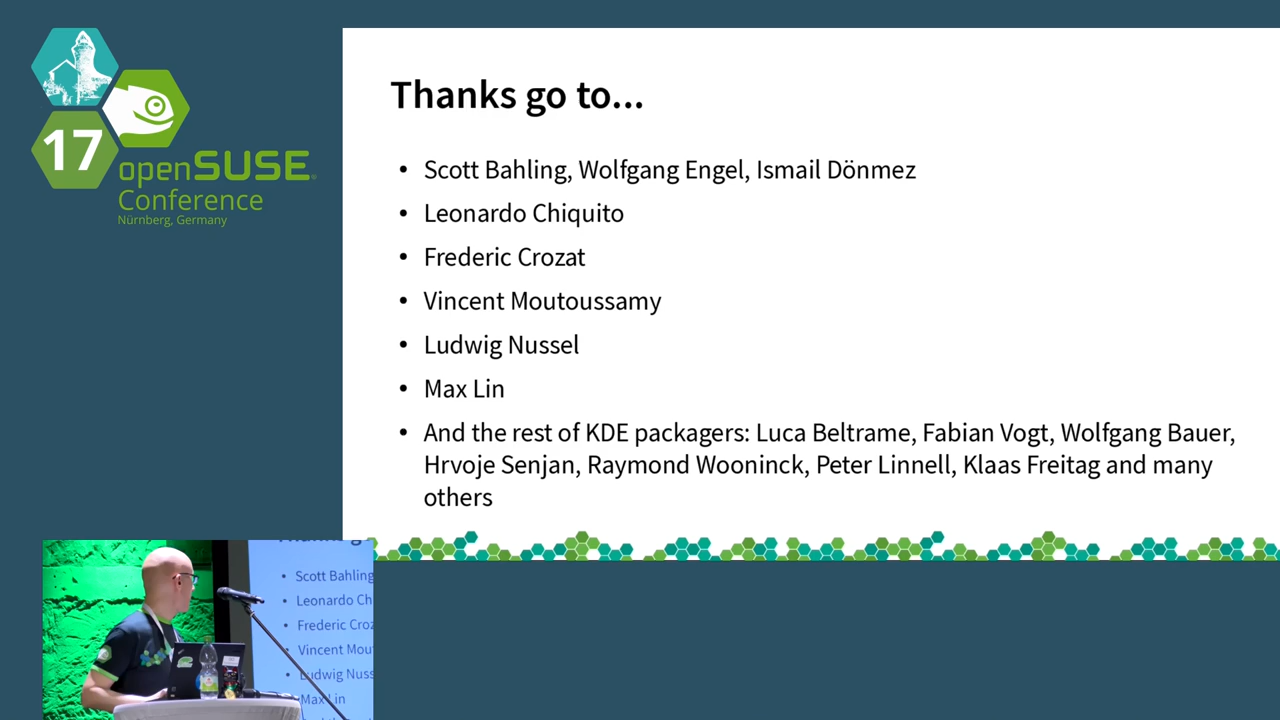 17
openSUSE
Conference
Nürnberg, Germany
Thanks go to...
• Scott Bahling, Wolfgang Engel, Ismail Dönmez
• Leonardo Chiquito
• Frederic Crozat
• Vincent Moutoussamy
• Ludwig Nussel
• Max Lin
• And the rest of KDE packagers: Luca Beltrame, Fabian Vogt, Wolfgang Bauer,
Hrvoje Senjan, Raymond Wooninck, Peter Linnell, Klaas Freitag and many
others
• Scott Bahling
• Leonardo Ch
• Frederic Croz
• Vincent Mou
• Ludwig Nuss
Max Lin